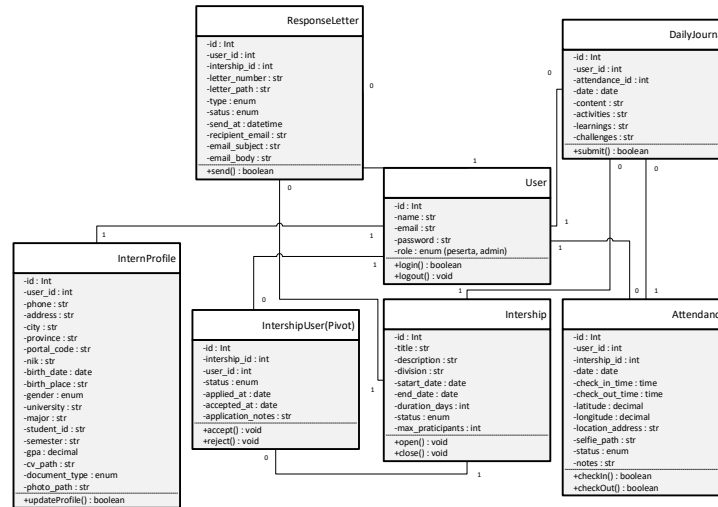 ResponseLetter
-id : Int
-user_id : int
-intership_id : int
-letter_number : str
-letter_path : str
-type : enum
-satus : enum
-send_at : datetime
-recipient_email : str
-email_subject : str
-email_body : str
+send() : boolean
DailyJourna
-id : Int
-user_id : int
-attendance_id : int
-date : date
-content : str
-activities : str
-learnings : str
-challenges : str
+submit() : boolean
0
0
1
0
0
0
User
-id : Int
-name : str
-email : str
-password : str
-role : enum (peserta, admin)
+login() : boolean
+logout() : void
1
1
1
1
1
InternProfile
-id : Int
-user_id : int
-phone : str
-address : str
-city : str
-province : str
-portal_code : str
-nik : str
-birth_date : date
-birth_place : str
-gender : enum
-university : str
-major : str
-student_id : str
-semester : str
-gpa : decimal
-cv_path : str
-document_type : enum
-photo_path : str
+updateProfile() : boolean
0
1
0
1
IntershipUser(Pivot)
-id : Int
-intership_id : int
-user_id : int
-status : enum
-applied_at : date
-accepted_at : date
-application_notes : str
+accept() : void
+reject() : void
1
Intership
-id : Int
-title : str
-description : str
-division : str
-satart_date : date
-end_date : date
-duration_days : int
-status : enum
-max_praticipants : int
+open() : void
+close() : void
Attendanc
-id : Int
-user_id : int
-intership_id : int
-date : date
-check_in_time : time
-check_out_time : time
-latitude : decimal
-longitude : decimal
-location_address : str
-selfie_path : str
-status : enum
-notes : str
+checkIn() : boolean
+checkOut() : boolean
0
1